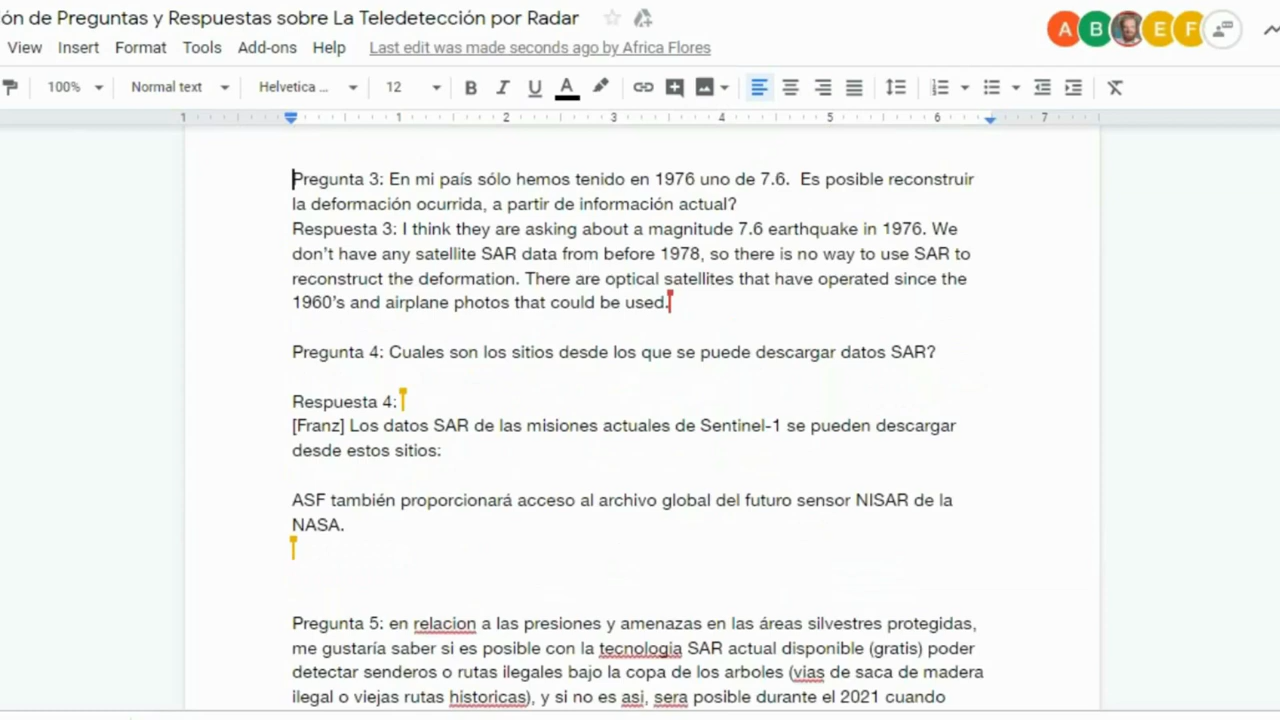 ón de Preguntas y Respuestas sobre La Teledetección por Radar
A B E F
View Insert Format Tools Add-ons Help Last edit was made seconds ago by Africa Flores
100% Normal text Helvetica ... 12 B I U A
1 1 2 3 4 5 6 7
Pregunta 3: En mi país sólo hemos tenido en 1976 uno de 7.6. Es posible reconstruir
la deformación ocurrida, a partir de información actual?
Respuesta 3: I think they are asking about a magnitude 7.6 earthquake in 1976. We
don’t have any satellite SAR data from before 1978, so there is no way to use SAR to
reconstruct the deformation. There are optical satellites that have operated since the
1960’s and airplane photos that could be used.
Pregunta 4: Cuales son los sitios desde los que se puede descargar datos SAR?
Respuesta 4:
[Franz] Los datos SAR de las misiones actuales de Sentinel-1 se pueden descargar
desde estos sitios:
ASF también proporcionará acceso al archivo global del futuro sensor NISAR de la
NASA.
Pregunta 5: en relacion a las presiones y amenazas en las áreas silvestres protegidas,
me gustaría saber si es posible con la tecnologia SAR actual disponible (gratis) poder
detectar senderos o rutas ilegales bajo la copa de los arboles (vias de saca de madera
ilegal o viejas rutas historicas), y si no es asi, sera posible durante el 2021 cuando